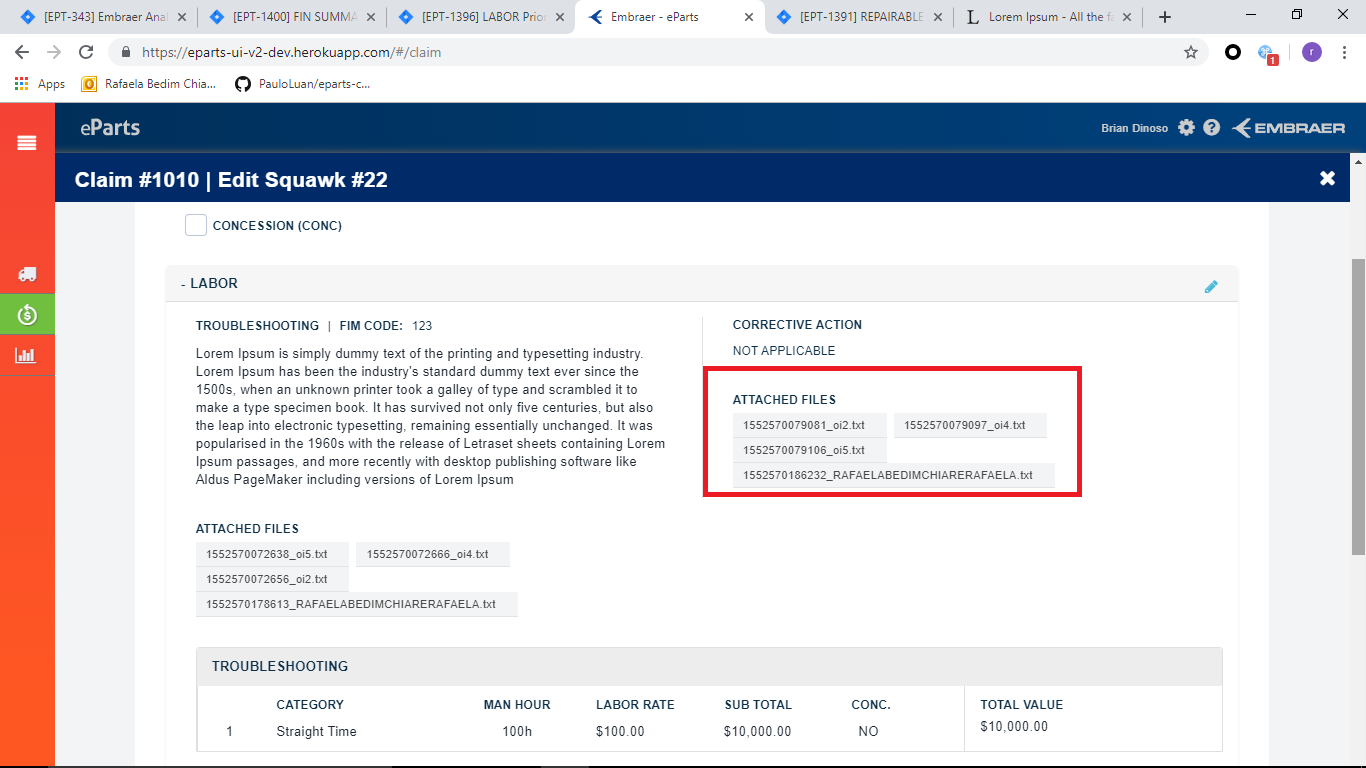 [EPT-343] Embraer Anal
[EPT-1400] FIN SUMMA
[EPT-1396] LABOR Prior
Embraer - eParts
[EPT-1391] REPAIRABLE
Lorem Ipsum - All the fa
https://eparts-ui-v2-dev.herokuapp.com/#/claim
1
r
Apps
Rafaela Bedim Chia...
PauloLuan/eparts-c...
eParts
Brian Dinoso
EMBRAER
Claim #1010 | Edit Squawk #22
CONCESSION (CONC)
- LABOR
TROUBLESHOOTING | FIM CODE: 123
Lorem Ipsum is simply dummy text of the printing and typesetting industry.
Lorem Ipsum has been the industry's standard dummy text ever since the
1500s, when an unknown printer took a galley of type and scrambled it to
make a type specimen book. It has survived not only five centuries, but also
the leap into electronic typesetting, remaining essentially unchanged. It was
popularised in the 1960s with the release of Letraset sheets containing Lorem
Ipsum passages, and more recently with desktop publishing software like
Aldus PageMaker including versions of Lorem Ipsum
ATTACHED FILES
1552570072638_oi5.txt 1552570072666_oi4.txt
1552570072656_oi2.txt
1552570178613_RAFAELABEDIMCHIARERAFAELA.txt
CORRECTIVE ACTION
NOT APPLICABLE
ATTACHED FILES
1552570079081_oi2.txt 1552570079097_oi4.txt
1552570079106_oi5.txt
1552570186232_RAFAELABEDIMCHIARERAFAELA.txt
TROUBLESHOOTING
CATEGORY MAN HOUR LABOR RATE SUB TOTAL CONC. TOTAL VALUE
1 Straight Time 100h $100.00 $10,000.00 NO $10,000.00